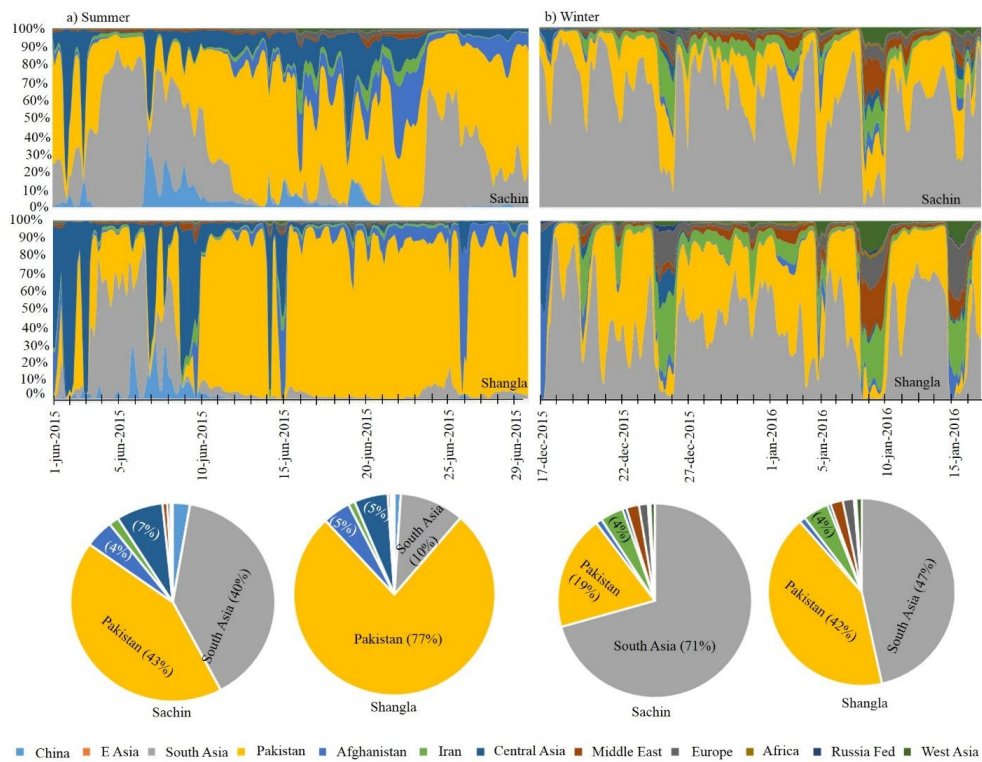 a) Summer
b) Winter
100%
90%
80%
70%
60%
50%
40%
30%
20%
10%
0%
Sachin
Sachin
100%
90%
80%
70%
60%
50%
40%
30%
20%
10%
0%
Shangla
Shangla
1-jun-2015
5-jun-2015
10-jun-2015
15-jun-2015
20-jun-2015
25-jun-2015
29-jun-2015
17-dec-2015
22-dec-2015
27-dec-2015
1-jan-2016
5-jan-2016
10-jan-2016
15-jan-2016
(7%)
(4%)
South Asia (40%)
Pakistan (43%)
Sachin
(5%)
(5%)
South Asia
(10%)
Pakistan (77%)
Shangla
(4%)
Pakistan
(19%)
South Asia (71%)
Sachin
(4%)
Pakistan (42%)
South Asia (47%)
Shangla
China E Asia South Asia Pakistan Afghanistan Iran Central Asia Middle East Europe Africa Russia Fed West Asia